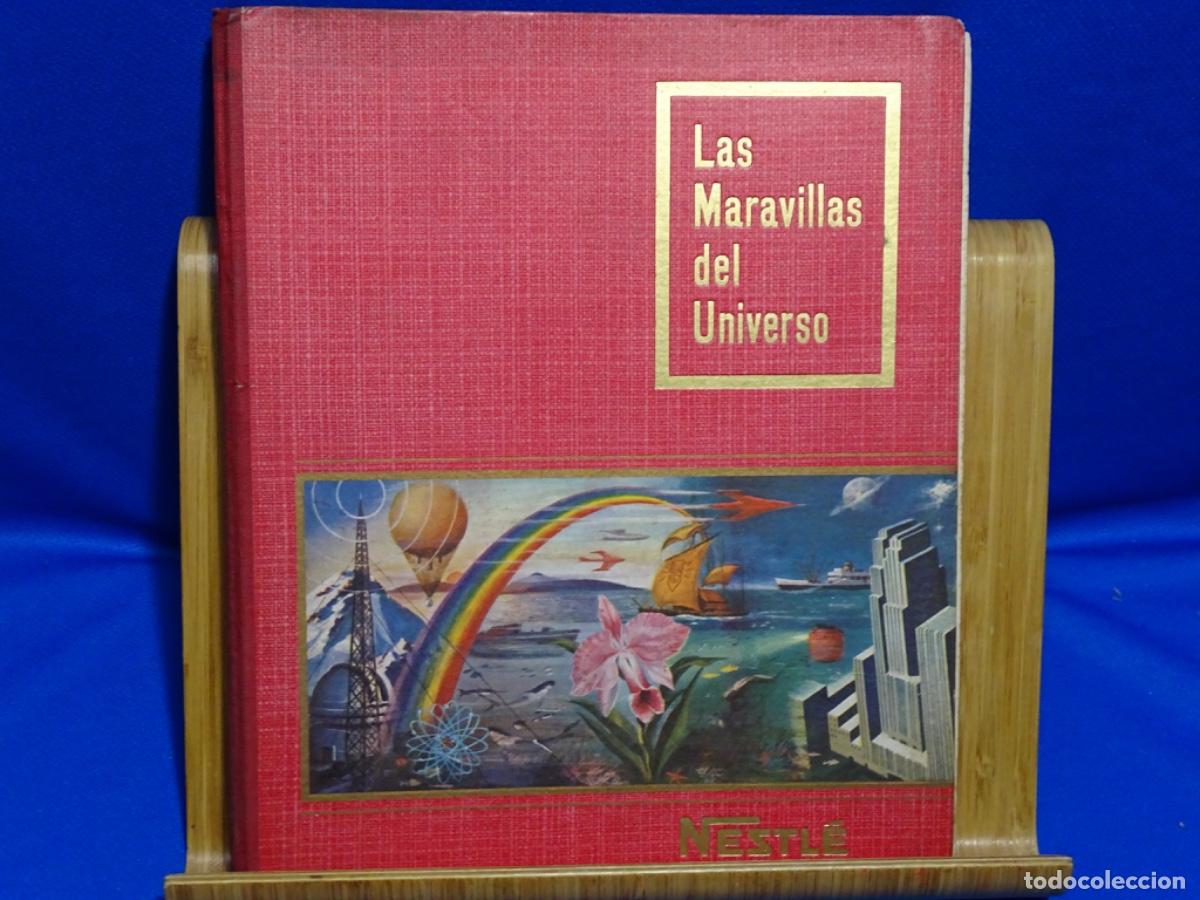 Las
Maravillas
del
Universo
NESTLÉ
todocoleccion